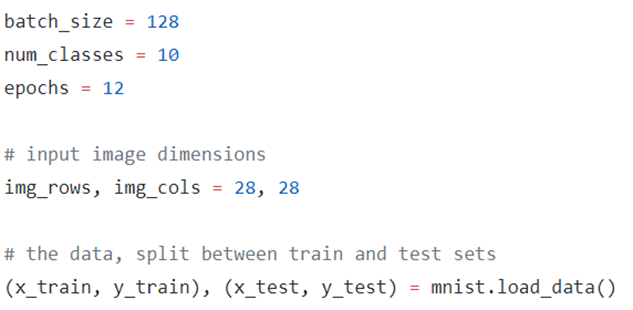 batch_size = 128
num_classes = 10
epochs = 12
# input image dimensions
img_rows, img_cols = 28, 28
# the data, split between train and test sets
(x_train, y_train), (x_test, y_test) = mnist.load_data()